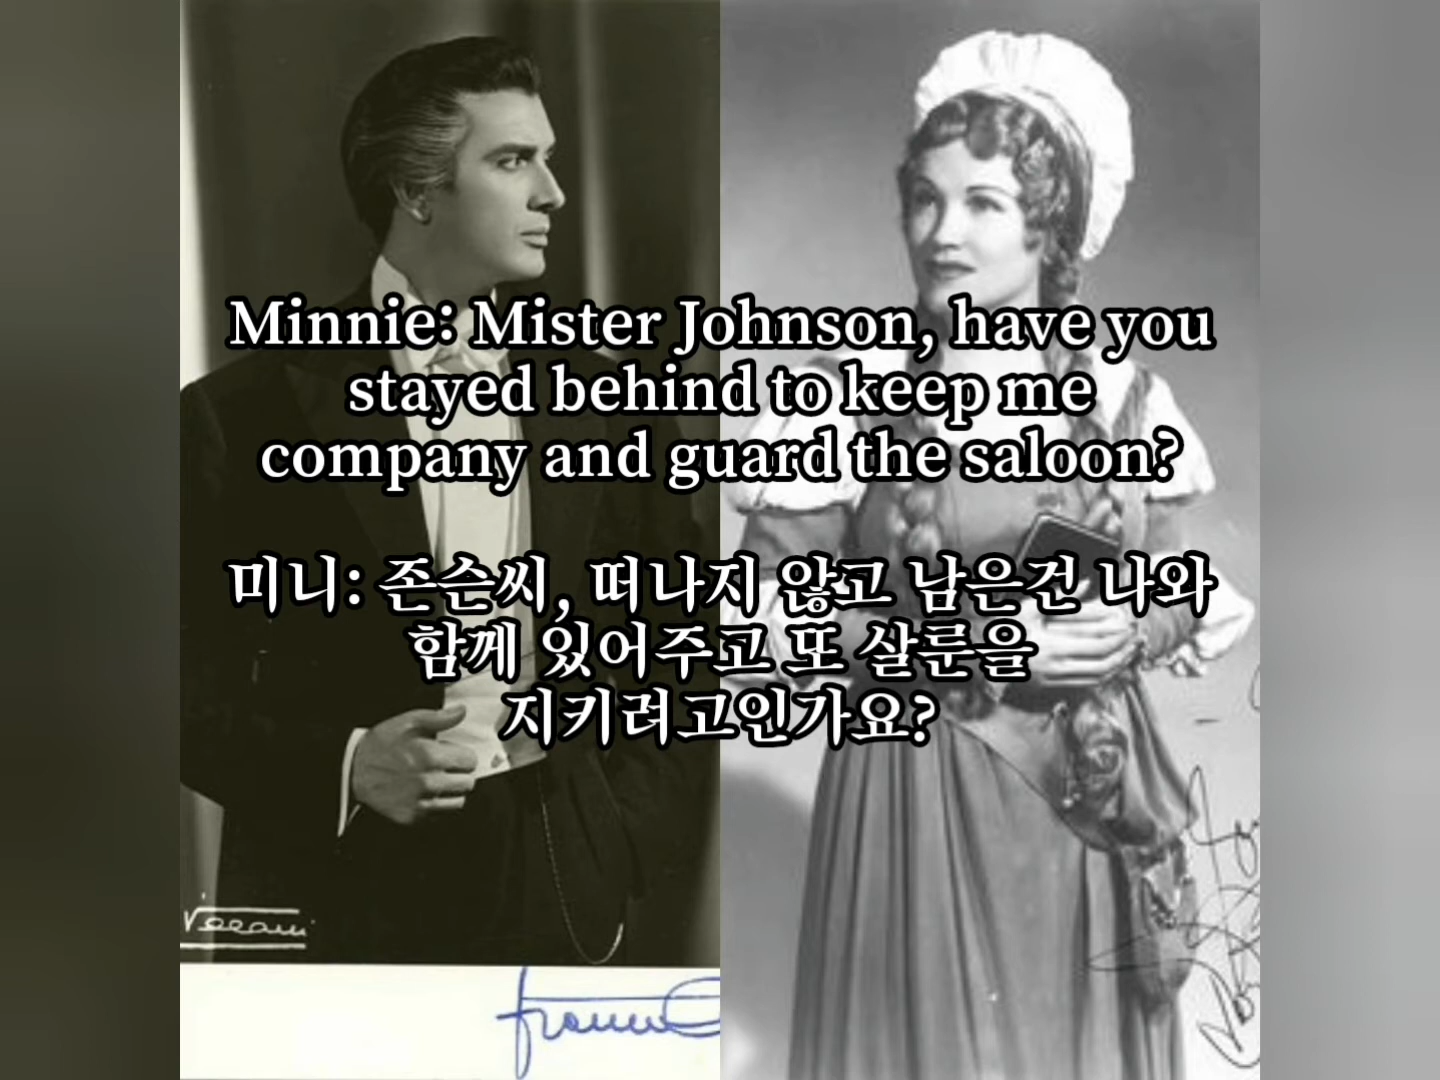 Minnie: Mister Johnson, have you
stayed behind to keep me
company and guard the saloon?
미니: 존슨씨, 떠나지 않고 남은건 나와
함께 있어주고 또 살룬을
지키려고인가요?